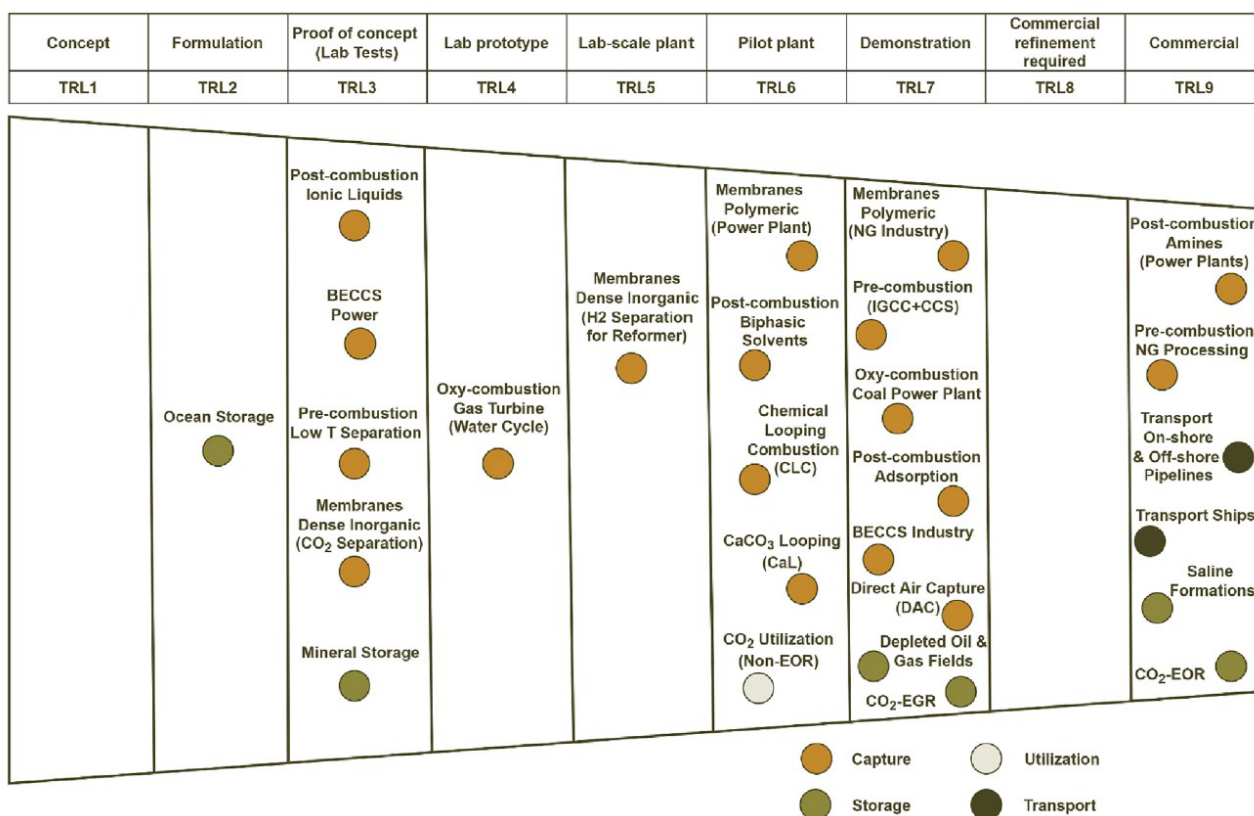 Concept
Formulation
Proof of concept
(Lab Tests)
Lab prototype
Lab-scale plant
Pilot plant
Demonstration
Commercial
refinement
required
Commercial
TRL1
TRL2
TRL3
TRL4
TRL5
TRL6
TRL7
TRL8
TRL9
Ocean Storage
Post-combustion
Ionic Liquids
BECCS
Power
Pre-combustion
Low T Separation
Membranes
Dense Inorganic
(CO₂ Separation)
Mineral Storage
Oxy-combustion
Gas Turbine
(Water Cycle)
Membranes
Dense Inorganic
(H2 Separation
for Reformer)
Membranes
Polymeric
(Power Plant)
Post-combustion
Biphasic
Solvents
Chemical
Looping
Combustion
(CLC)
CaCO₃ Looping
(CaL)
CO₂ Utilization
(Non-EOR)
Membranes
Polymeric
(NG Industry)
Pre-combustion
(IGCC+CCS)
Oxy-combustion
Coal Power Plant
Post-combustion
Adsorption
BECCS Industry
Direct Air Capture
(DAC)
Depleted Oil &
Gas Fields
CO₂-EGR
Post-combustion
Amines
(Power Plants)
Pre-combustion
NG Processing
Transport
On-shore
& Off-shore
Pipelines
Transport Ships
Saline
Formations
CO₂-EOR
Capture
Utilization
Storage
Transport